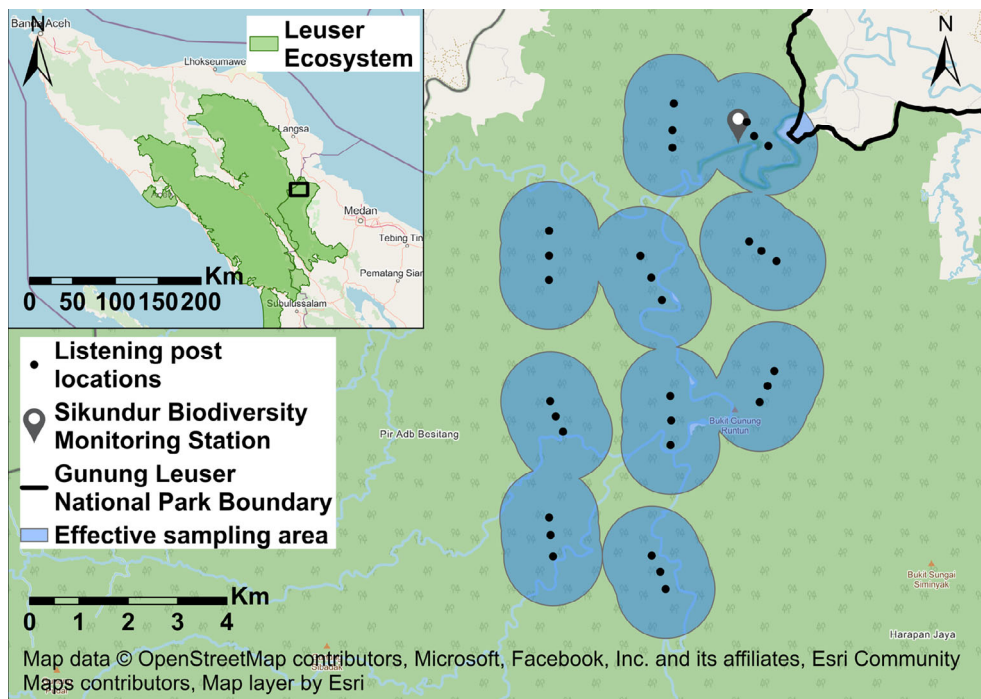 Banda Aceh
N
Lhokseumawe
Leuser
Ecosystem
N
Langsa
Medan
Tebing Tin
Pematang Sian
Subulussalam
Km
0 50 100 150 200
Listening post
locations
Sikundur Biodiversity
Monitoring Station
Gunung Leuser
National Park Boundary
Effective sampling area
Pir Adb Besitang
Bukit Gunung
Runtun
Bukit Sungai
Siminyak
Harapan Jaya
Km
0 1 2 3 4
Sibadak
Map data © OpenStreetMap contributors, Microsoft, Facebook, Inc. and its affiliates, Esri Community
Maps contributors, Map layer by Esri